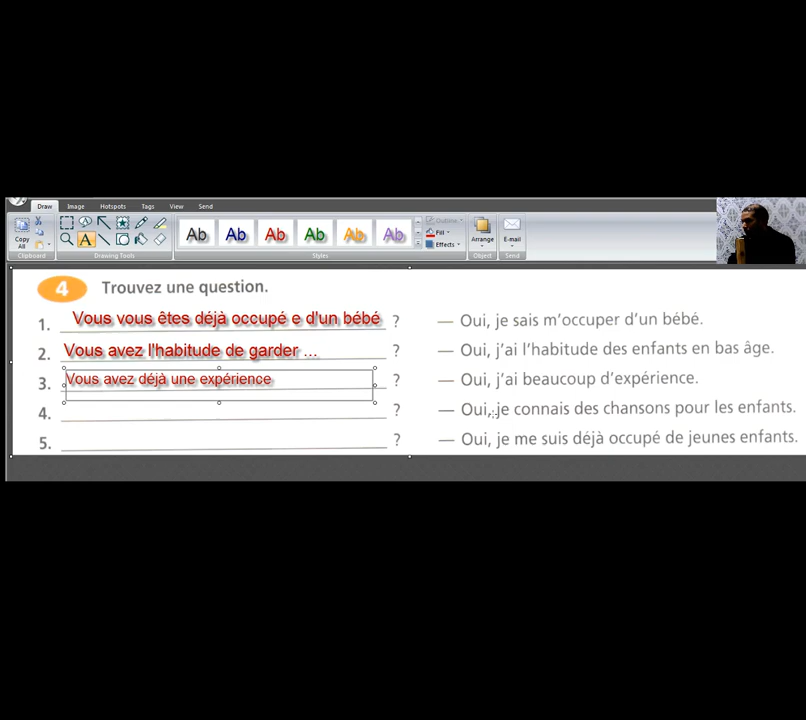 Draw Image Hotspots Tags View Send
Copy All
Ab Ab Ab Ab Ab Ab
Outline
Fill
Effects
Arrange
E-mail
Clipboard Drawing Tools Styles Object Send
4 Trouvez une question.
1. Vous vous êtes déjà occupé e d'un bébé ? — Oui, je sais m'occuper d'un bébé.
2. Vous avez l'habitude de garder ... ? — Oui, j'ai l'habitude des enfants en bas âge.
3. Vous avez déjà une expérience ? — Oui, j'ai beaucoup d'expérience.
4. ? — Oui, je connais des chansons pour les enfants.
5. ? — Oui, je me suis déjà occupé de jeunes enfants.